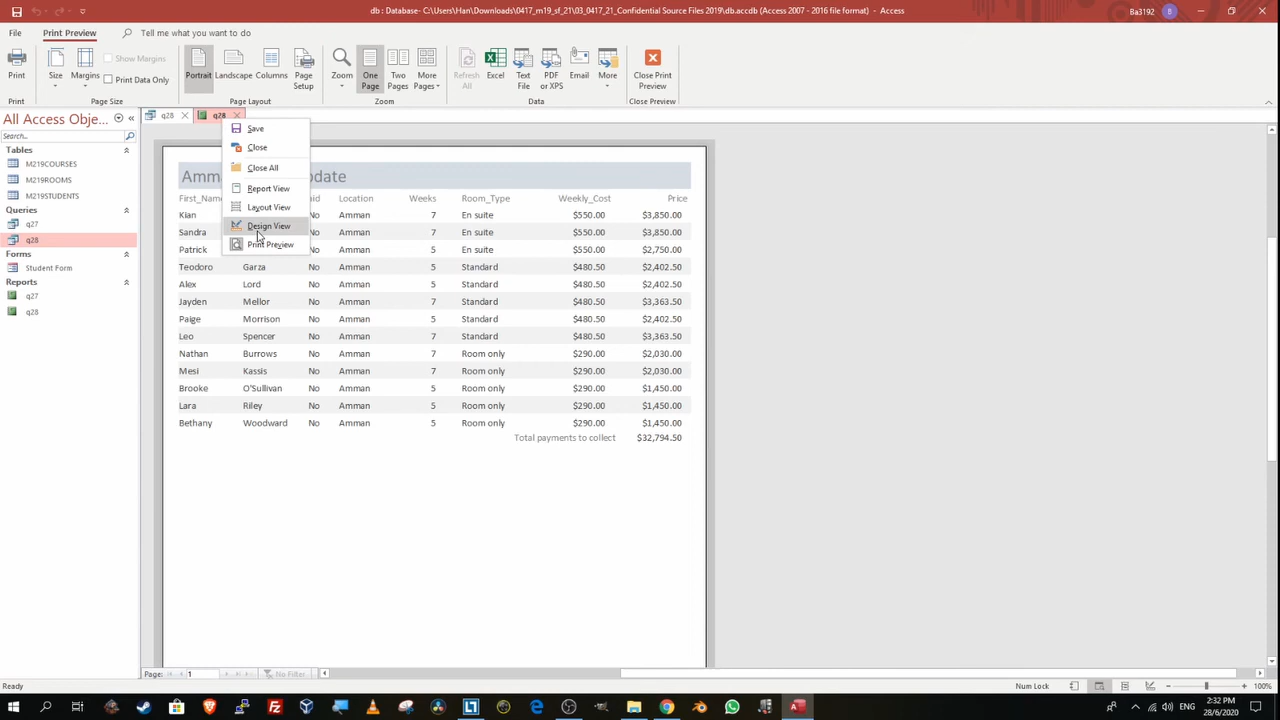 db : Database- C:\Users\Han\Downloads\0417_m19_sf_21\03_0417_21_Confidential Source Files 2019\db.accdb (Access 2007 - 2016 file format) - Access
Ba3192 B
File Print Preview Tell me what you want to do
Print Size Margins Show Margins Print Data Only Portrait Landscape Columns Page Setup Zoom One Page Two Pages More Pages Refresh All Excel Text File PDF or XPS Email More Close Print Preview
Print Page Size Page Layout Zoom Data Close Preview
All Access Obje... «
q28 q28
Search...
Tables
M219COURSES
M219ROOMS
M219STUDENTS
Queries
q27
q28
Forms
Student Form
Reports
q27
q28
Save
Close
Close All
Report View
Layout View
Design View
Print Preview
Amma update
First_Name aid Location Weeks Room_Type Weekly_Cost Price
Kian No Amman 7 En suite $550.00 $3,850.00
Sandra No Amman 7 En suite $550.00 $3,850.00
Patrick No Amman 5 En suite $550.00 $2,750.00
Teodoro Garza No Amman 5 Standard $480.50 $2,402.50
Alex Lord No Amman 5 Standard $480.50 $2,402.50
Jayden Mellor No Amman 7 Standard $480.50 $3,363.50
Paige Morrison No Amman 5 Standard $480.50 $2,402.50
Leo Spencer No Amman 7 Standard $480.50 $3,363.50
Nathan Burrows No Amman 7 Room only $290.00 $2,030.00
Mesi Kassis No Amman 7 Room only $290.00 $2,030.00
Brooke O'Sullivan No Amman 5 Room only $290.00 $1,450.00
Lara Riley No Amman 5 Room only $290.00 $1,450.00
Bethany Woodward No Amman 5 Room only $290.00 $1,450.00
Total payments to collect $32,794.50
Page: 1 No Filter
Ready Num Lock 100%
ENG 2:32 PM
28/6/2020